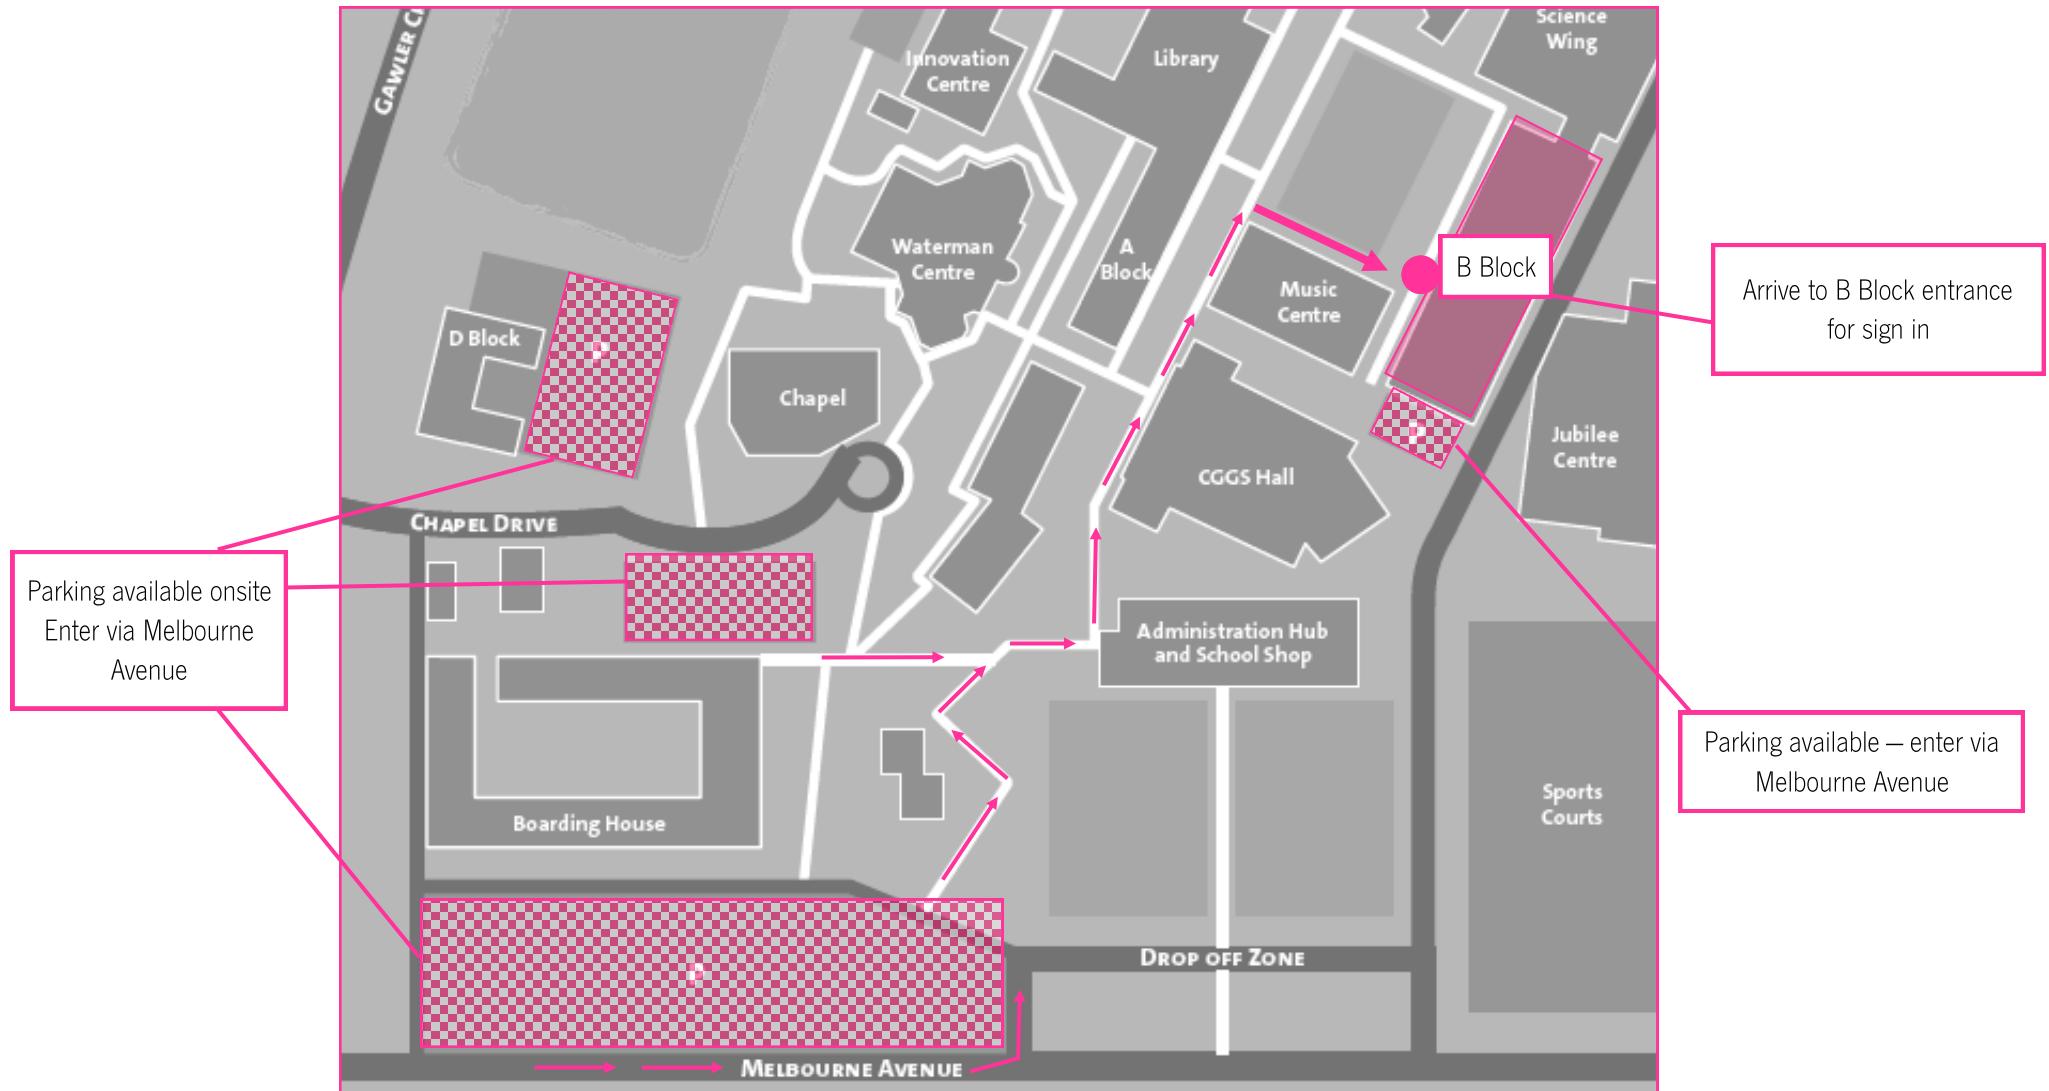 GAWLER C
Innovation
Centre
Library
Science
Wing
Waterman
Centre
A
Block
B Block
Arrive to B Block entrance
for sign in
Music
Centre
D Block
P
Chapel
P
Jubilee
Centre
CGGS Hall
CHAPEL DRIVE
Parking available onsite
Enter via Melbourne
Avenue
Administration Hub
and School Shop
Parking available – enter via
Melbourne Avenue
Sports
Courts
Boarding House
DROP OFF ZONE
P
MELBOURNE AVENUE